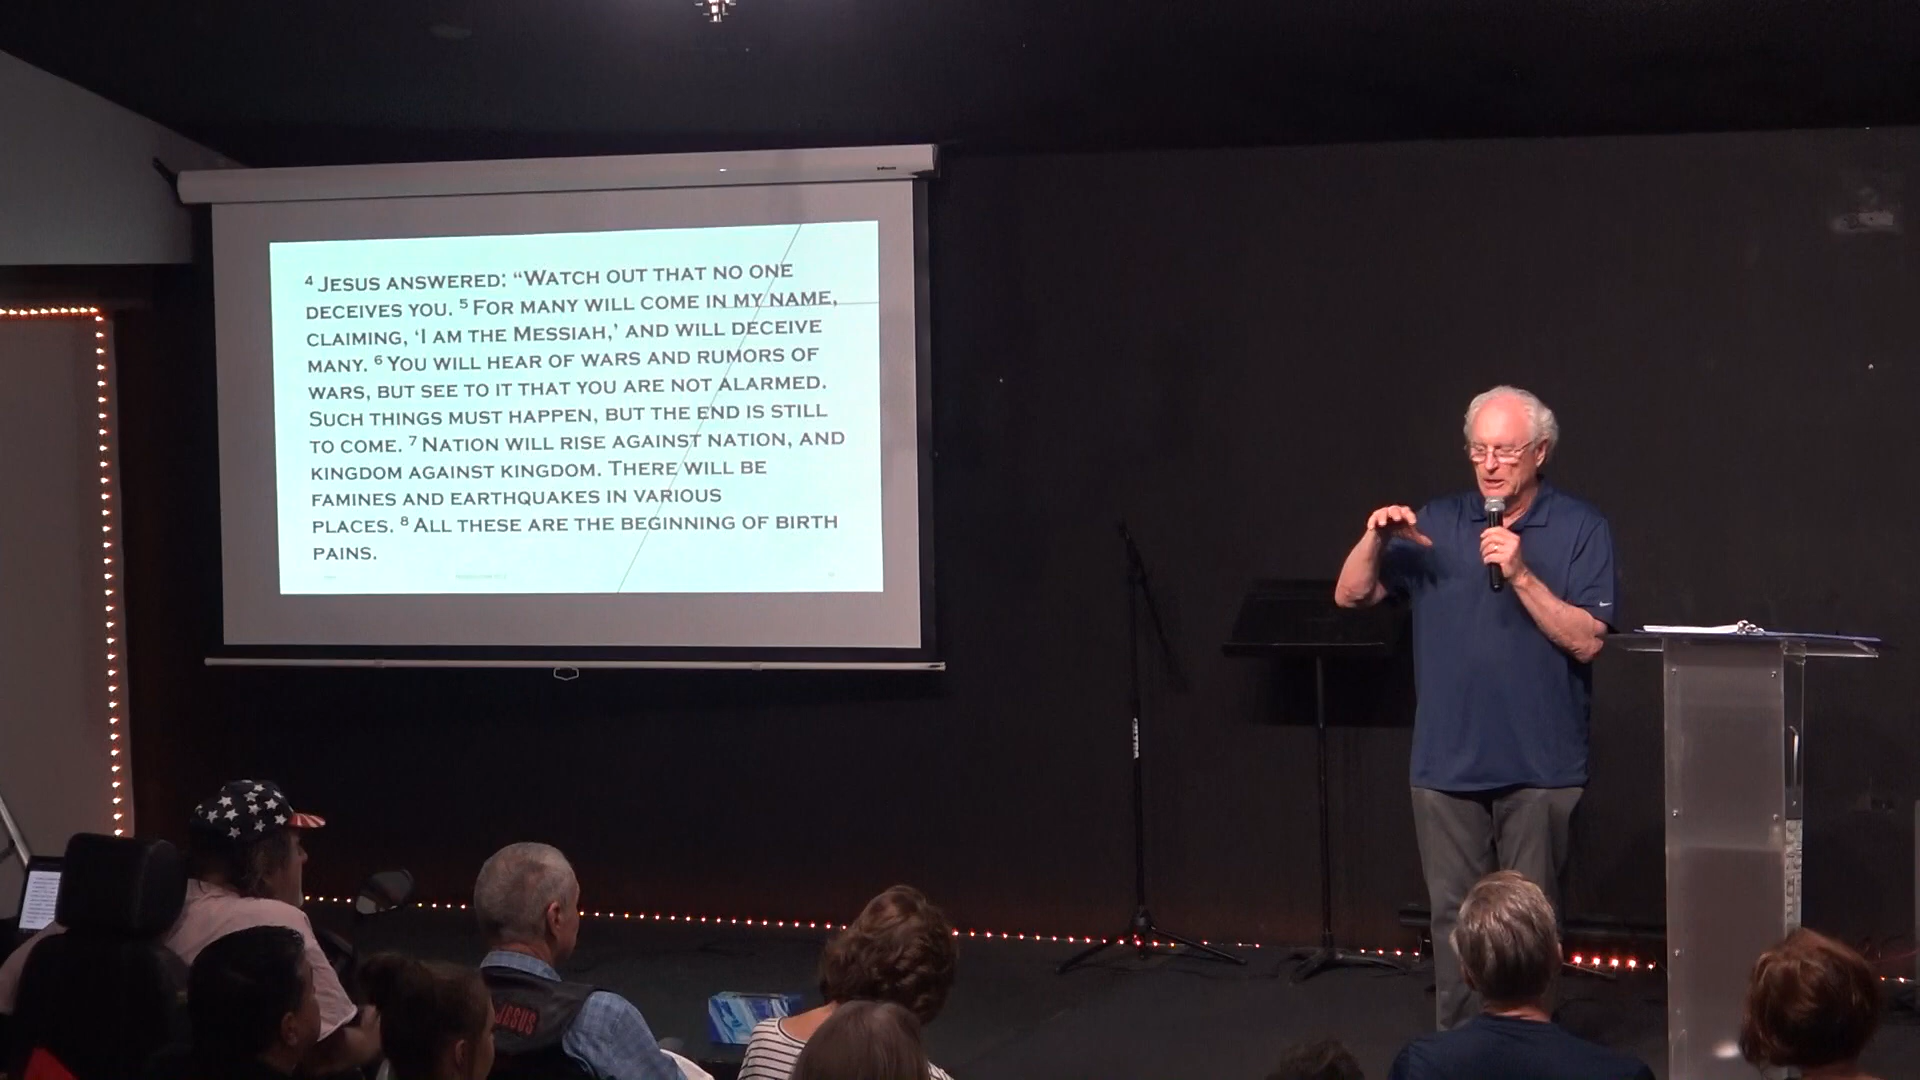 ⁴ Jesus answered: “Watch out that no one
deceives you. ⁵ For many will come in my name,
claiming, ‘I am the Messiah,’ and will deceive
many. ⁶ You will hear of wars and rumors of
wars, but see to it that you are not alarmed.
Such things must happen, but the end is still
to come. ⁷ Nation will rise against nation, and
kingdom against kingdom. There will be
famines and earthquakes in various
places. ⁸ All these are the beginning of birth
pains.